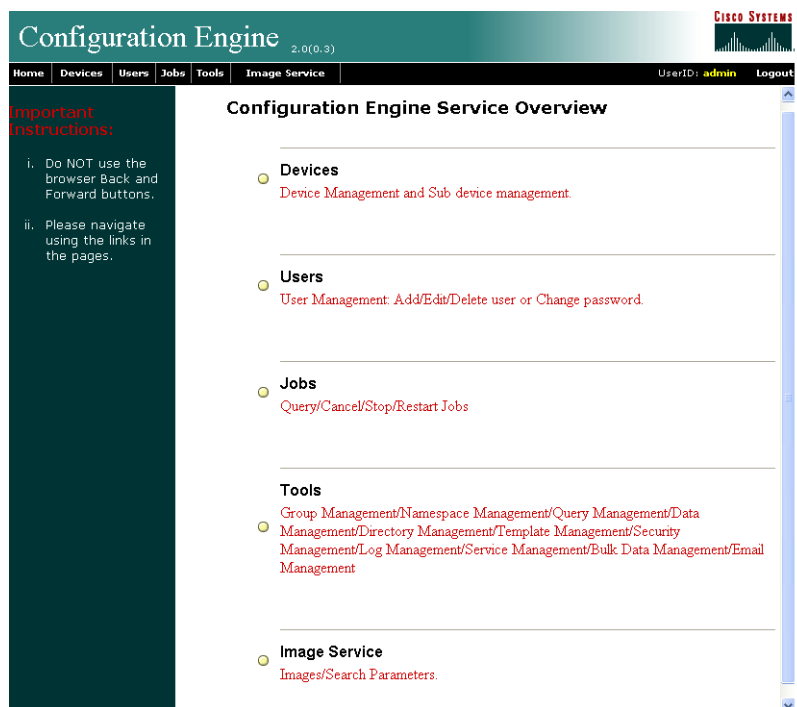 Configuration Engine 2.0(0.3)
CISCO SYSTEMS
Home Devices Users Jobs Tools Image Service UserID: admin Logout
Important
Instructions:
i. Do NOT use the
browser Back and
Forward buttons.
ii. Please navigate
using the links in
the pages.
Configuration Engine Service Overview
Devices
Device Management and Sub device management.
Users
User Management: Add/Edit/Delete user or Change password.
Jobs
Query/Cancel/Stop/Restart Jobs
Tools
Group Management/Namespace Management/Query Management/Data
Management/Directory Management/Template Management/Security
Management/Log Management/Service Management/Bulk Data Management/Email
Management
Image Service
Images/Search Parameters.